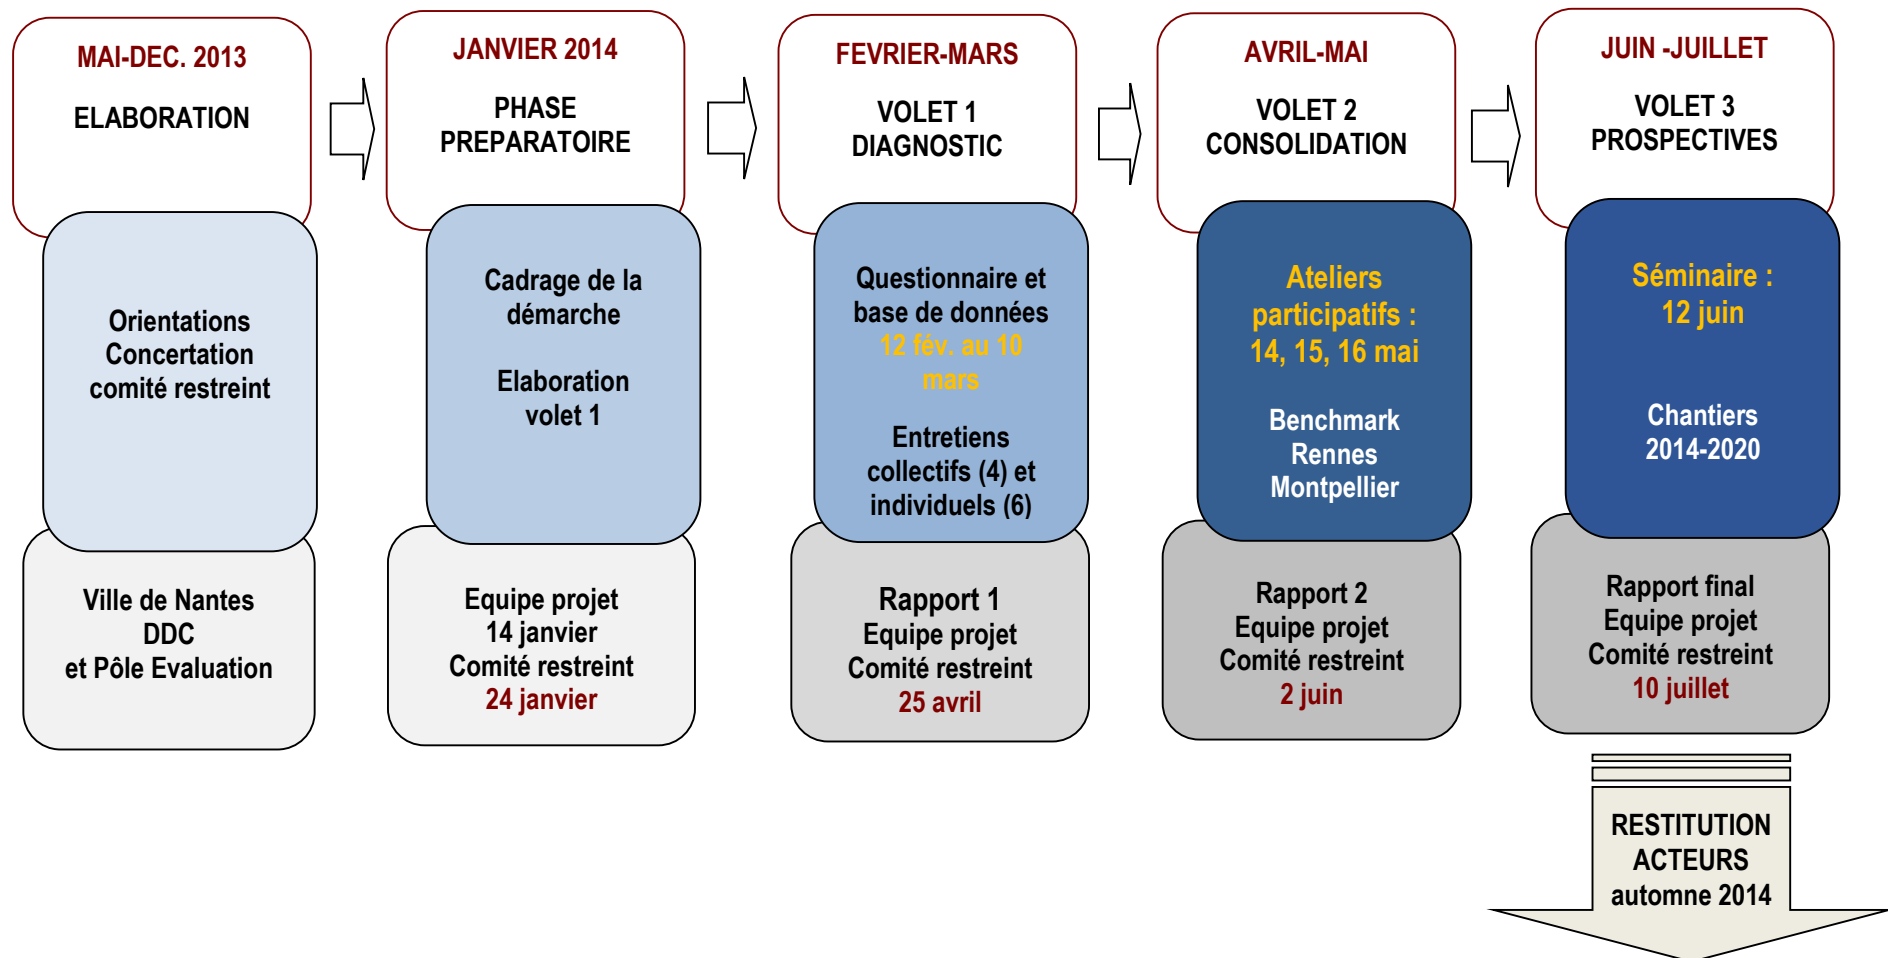 MAI-DEC. 2013
ELABORATION
Orientations
Concertation
comité restreint
Ville de Nantes
DDC
et Pôle Evaluation
JANVIER 2014
PHASE
PREPARATOIRE
Cadrage de la
démarche
Elaboration
volet 1
Equipe projet
14 janvier
Comité restreint
24 janvier
FEVRIER-MARS
VOLET 1
DIAGNOSTIC
Questionnaire et
base de données
12 fév. au 10
mars
Entretiens
collectifs (4) et
individuels (6)
Rapport 1
Equipe projet
Comité restreint
25 avril
AVRIL-MAI
VOLET 2
CONSOLIDATION
Ateliers
participatifs :
14, 15, 16 mai
Benchmark
Rennes
Montpellier
Rapport 2
Equipe projet
Comité restreint
2 juin
JUIN -JUILLET
VOLET 3
PROSPECTIVES
Séminaire :
12 juin
Chantiers
2014-2020
Rapport final
Equipe projet
Comité restreint
10 juillet
RESTITUTION
ACTEURS
automne 2014